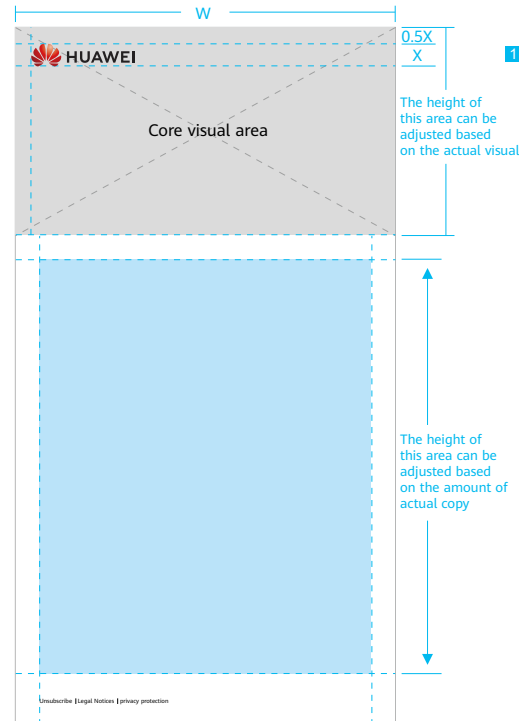 W
0.5X
X
1
HUAWEI
The height of
this area can be
adjusted based
on the actual visual
Core visual area
The height of
this area can be
adjusted based
on the amount of
actual copy
Unsubscribe | Legal Notices | privacy protection